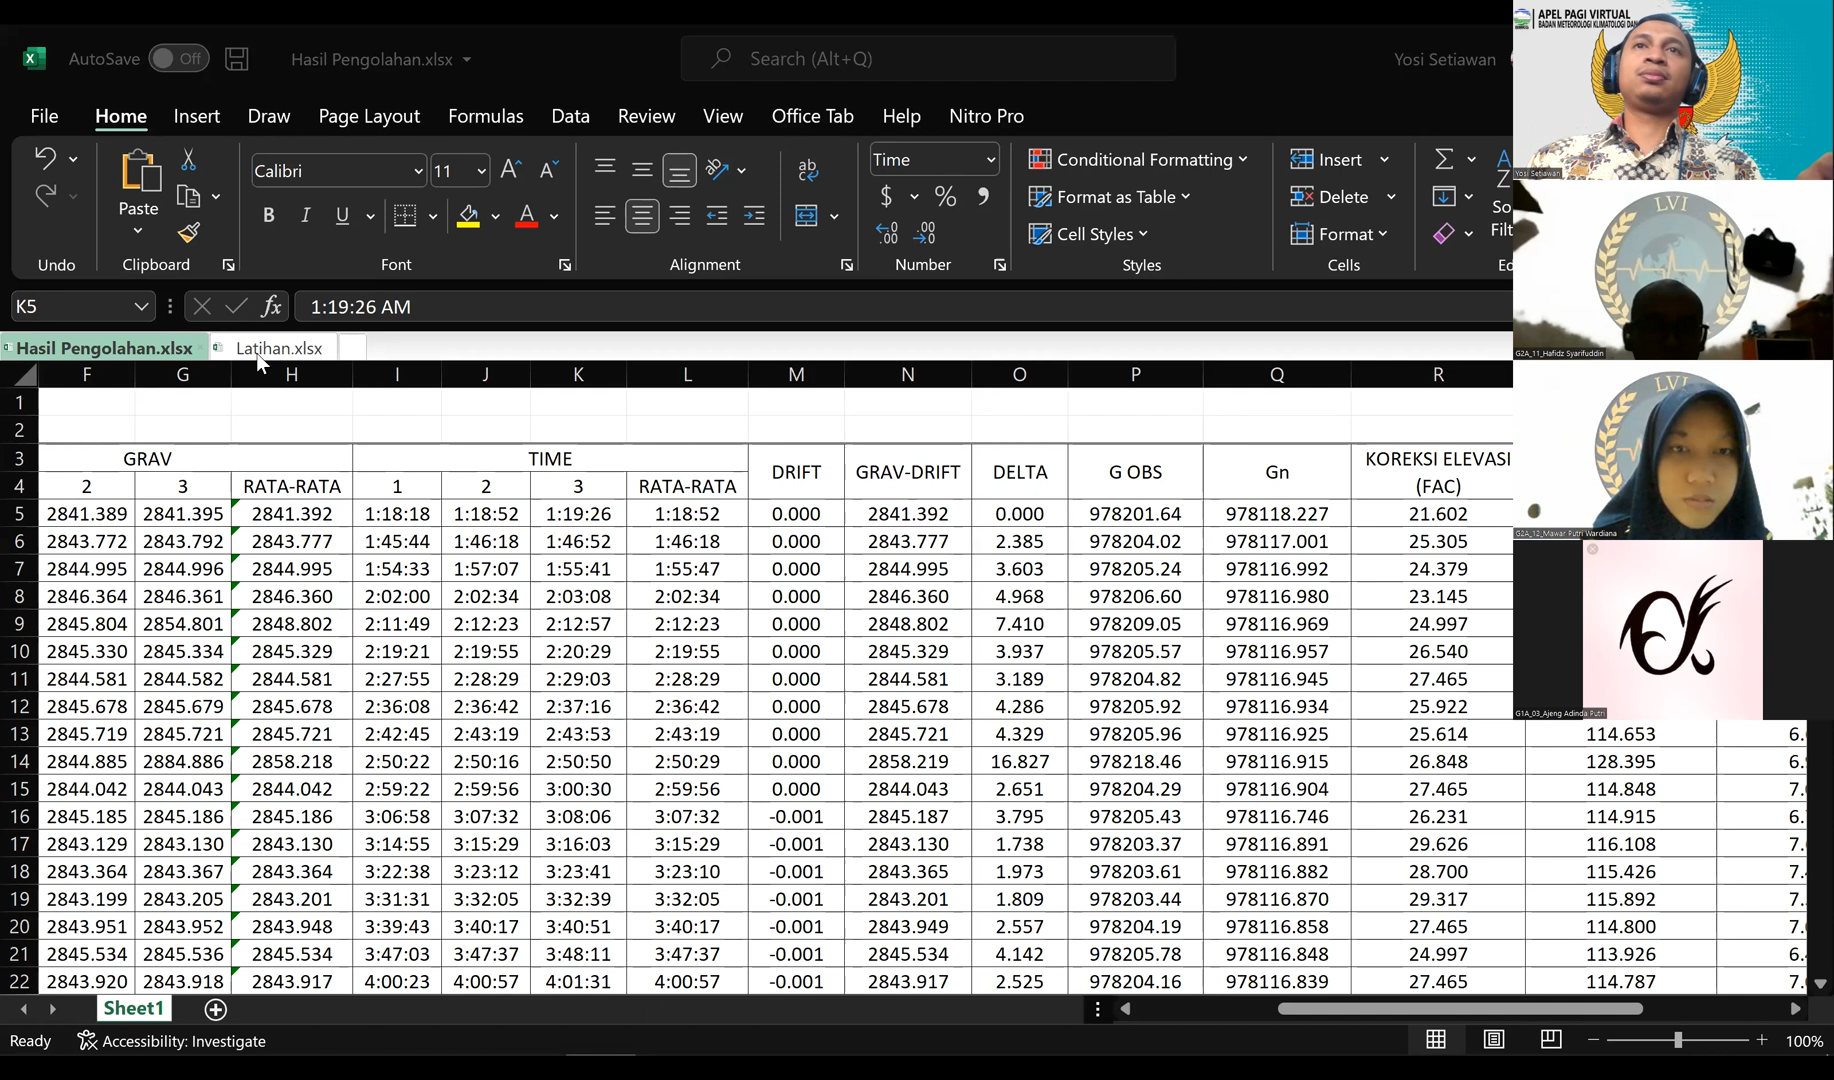 AutoSave Off Hasil Pengolahan.xlsx Search (Alt+Q) Yosi Setiawan
File Home Insert Draw Page Layout Formulas Data Review View Office Tab Help Nitro Pro
Calibri 11 Time Conditional Formatting Insert
Paste Format as Table Delete
Cell Styles Format
So
Filt
Undo Clipboard Font Alignment Number Styles Cells Ed
K5 1:19:26 AM
Hasil Pengolahan.xlsx Latihan.xlsx
F G H I J K L M N O P Q R
1
2
3 GRAV TIME DRIFT GRAV-DRIFT DELTA G OBS Gn KOREKSI ELEVASI
4 2 3 RATA-RATA 1 2 3 RATA-RATA (FAC)
5 2841.389 2841.395 2841.392 1:18:18 1:18:52 1:19:26 1:18:52 0.000 2841.392 0.000 978201.64 978118.227 21.602
6 2843.772 2843.792 2843.777 1:45:44 1:46:18 1:46:52 1:46:18 0.000 2843.777 2.385 978204.02 978117.001 25.305
7 2844.995 2844.996 2844.995 1:54:33 1:57:07 1:55:41 1:55:47 0.000 2844.995 3.603 978205.24 978116.992 24.379
8 2846.364 2846.361 2846.360 2:02:00 2:02:34 2:03:08 2:02:34 0.000 2846.360 4.968 978206.60 978116.980 23.145
9 2845.804 2854.801 2848.802 2:11:49 2:12:23 2:12:57 2:12:23 0.000 2848.802 7.410 978209.05 978116.969 24.997
10 2845.330 2845.334 2845.329 2:19:21 2:19:55 2:20:29 2:19:55 0.000 2845.329 3.937 978205.57 978116.957 26.540
11 2844.581 2844.582 2844.581 2:27:55 2:28:29 2:29:03 2:28:29 0.000 2844.581 3.189 978204.82 978116.945 27.465
12 2845.678 2845.679 2845.678 2:36:08 2:36:42 2:37:16 2:36:42 0.000 2845.678 4.286 978205.92 978116.934 25.922
13 2845.719 2845.721 2845.721 2:42:45 2:43:19 2:43:53 2:43:19 0.000 2845.721 4.329 978205.96 978116.925 25.614 114.653
14 2844.885 2884.886 2858.218 2:50:22 2:50:16 2:50:50 2:50:29 0.000 2858.219 16.827 978218.46 978116.915 26.848 128.395
15 2844.042 2844.043 2844.042 2:59:22 2:59:56 3:00:30 2:59:56 0.000 2844.043 2.651 978204.29 978116.904 27.465 114.848
16 2845.185 2845.186 2845.186 3:06:58 3:07:32 3:08:06 3:07:32 -0.001 2845.187 3.795 978205.43 978116.746 26.231 114.915
17 2843.129 2843.130 2843.130 3:14:55 3:15:29 3:16:03 3:15:29 -0.001 2843.130 1.738 978203.37 978116.891 29.626 116.108
18 2843.364 2843.367 2843.364 3:22:38 3:23:12 3:23:41 3:23:10 -0.001 2843.365 1.973 978203.61 978116.882 28.700 115.426
19 2843.199 2843.205 2843.201 3:31:31 3:32:05 3:32:39 3:32:05 -0.001 2843.201 1.809 978203.44 978116.870 29.317 115.892
20 2843.951 2843.952 2843.948 3:39:43 3:40:17 3:40:51 3:40:17 -0.001 2843.949 2.557 978204.19 978116.858 27.465 114.800
21 2845.534 2845.536 2845.534 3:47:03 3:47:37 3:48:11 3:47:37 -0.001 2845.534 4.142 978205.78 978116.848 24.997 113.926
22 2843.920 2843.918 2843.917 4:00:23 4:00:57 4:01:31 4:00:57 -0.001 2843.917 2.525 978204.16 978116.839 27.465 114.787
Sheet1
Ready Accessibility: Investigate 100%
APEL PAGI VIRTUAL
BADAN METEOROLOGI KLIMATOLOGI DAN
Yosi Setiawan
LVI
G2A_11_Hafidz Syarifuddin
LVI
G2A_12_Mawar Putri Wardiana
G1A_03_Ajeng Adinda Putri